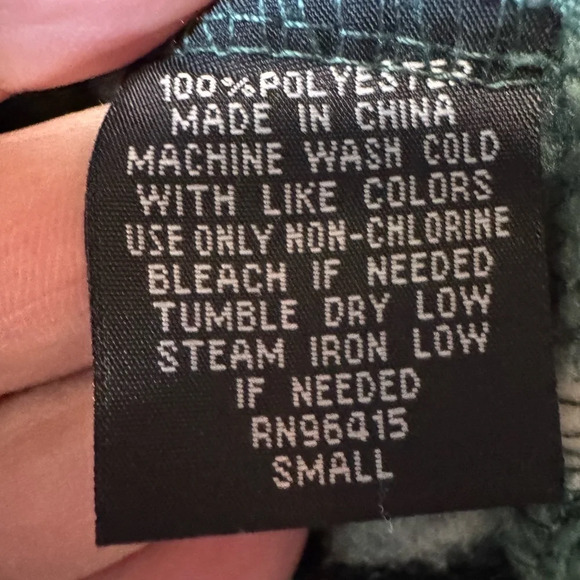 100%POLYESTER
MADE IN CHINA
MACHINE WASH COLD
WITH LIKE COLORS
USE ONLY NON-CHLORINE
BLEACH IF NEEDED
TUMBLE DRY LOW
STEAM IRON LOW
IF NEEDED
RN96415
SMALL